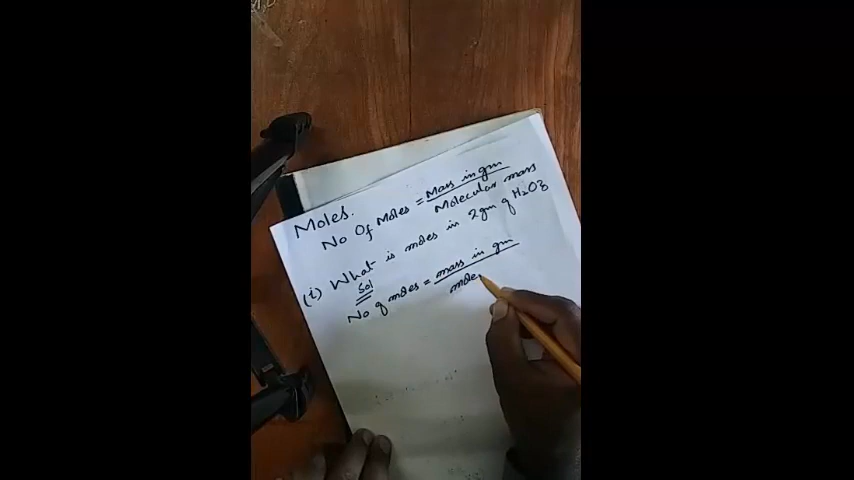 Moles.
No Of Moles = Mass in gm
Molecular mass
(i) What is moles in 2gm of H₂O₃
Sol
No of moles = mass in gm
mole